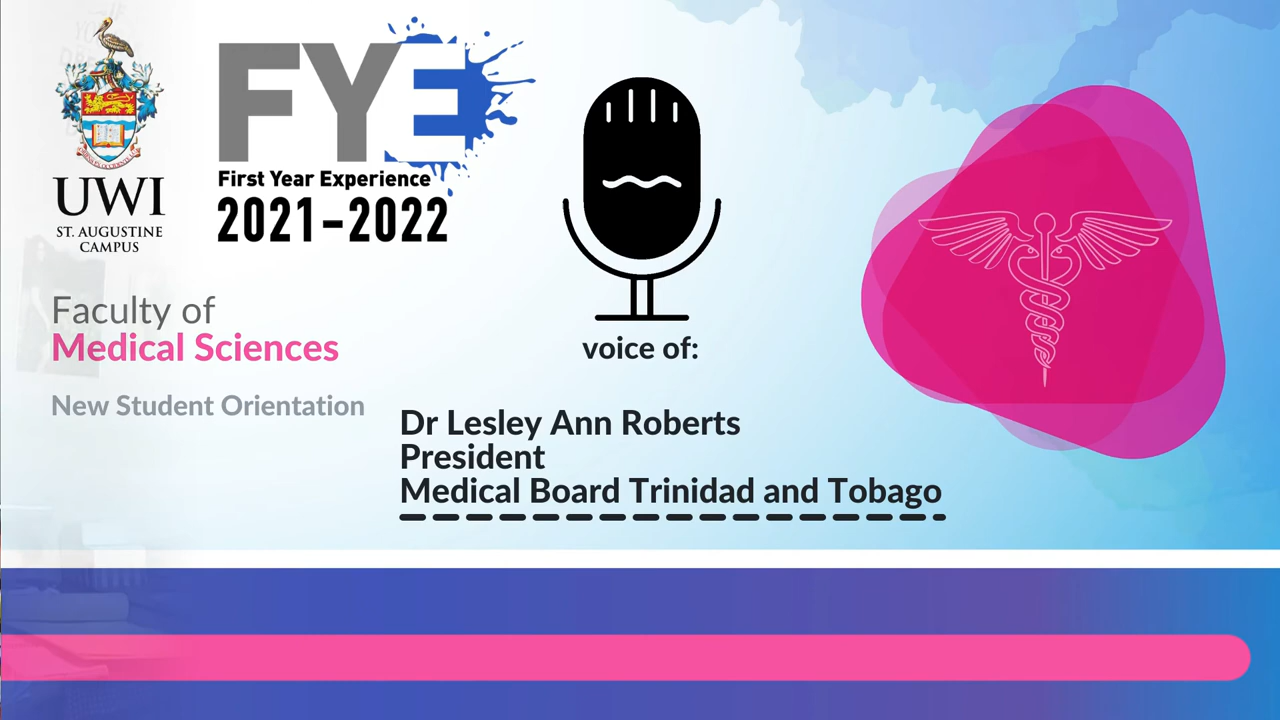 UWI
ST. AUGUSTINE
CAMPUS
FYE
First Year Experience
2021-2022
Faculty of
Medical Sciences
New Student Orientation
voice of:
Dr Lesley Ann Roberts
President
Medical Board Trinidad and Tobago